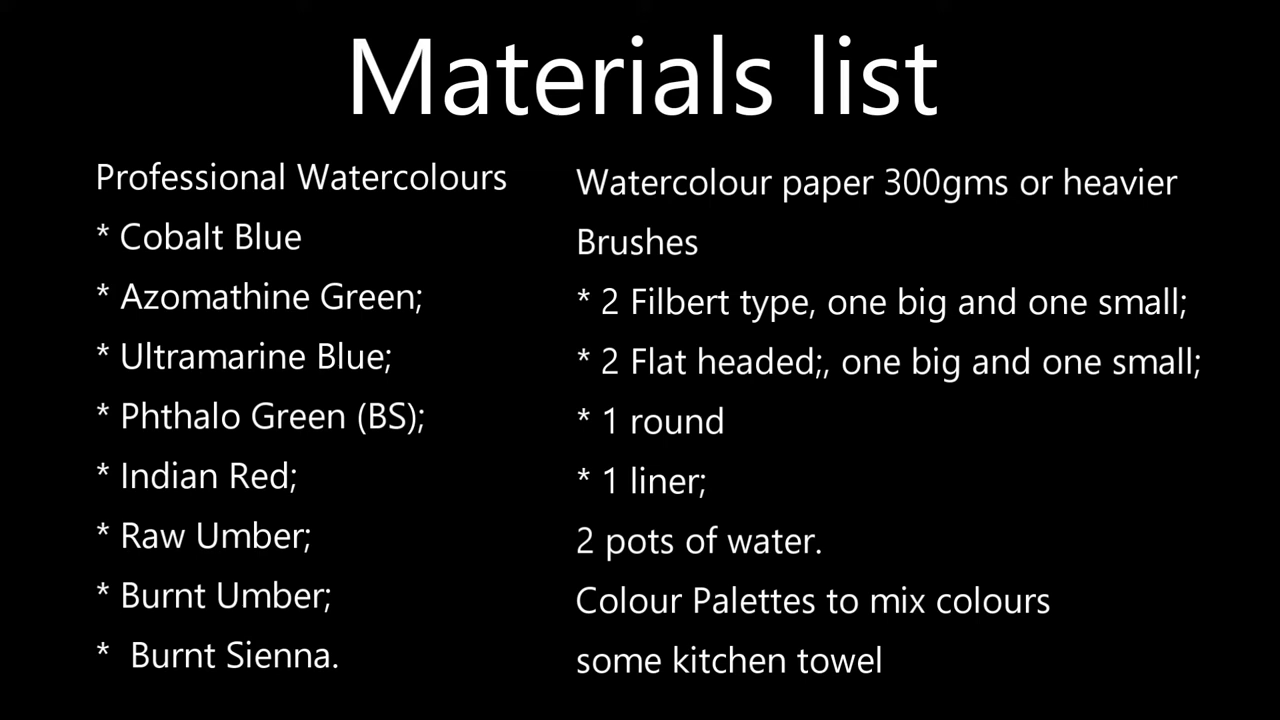 Materials list
Professional Watercolours
* Cobalt Blue
* Azomathine Green;
* Ultramarine Blue;
* Phthalo Green (BS);
* Indian Red;
* Raw Umber;
* Burnt Umber;
* Burnt Sienna.
Watercolour paper 300gms or heavier
Brushes
* 2 Filbert type, one big and one small;
* 2 Flat headed;, one big and one small;
* 1 round
* 1 liner;
2 pots of water.
Colour Palettes to mix colours
some kitchen towel